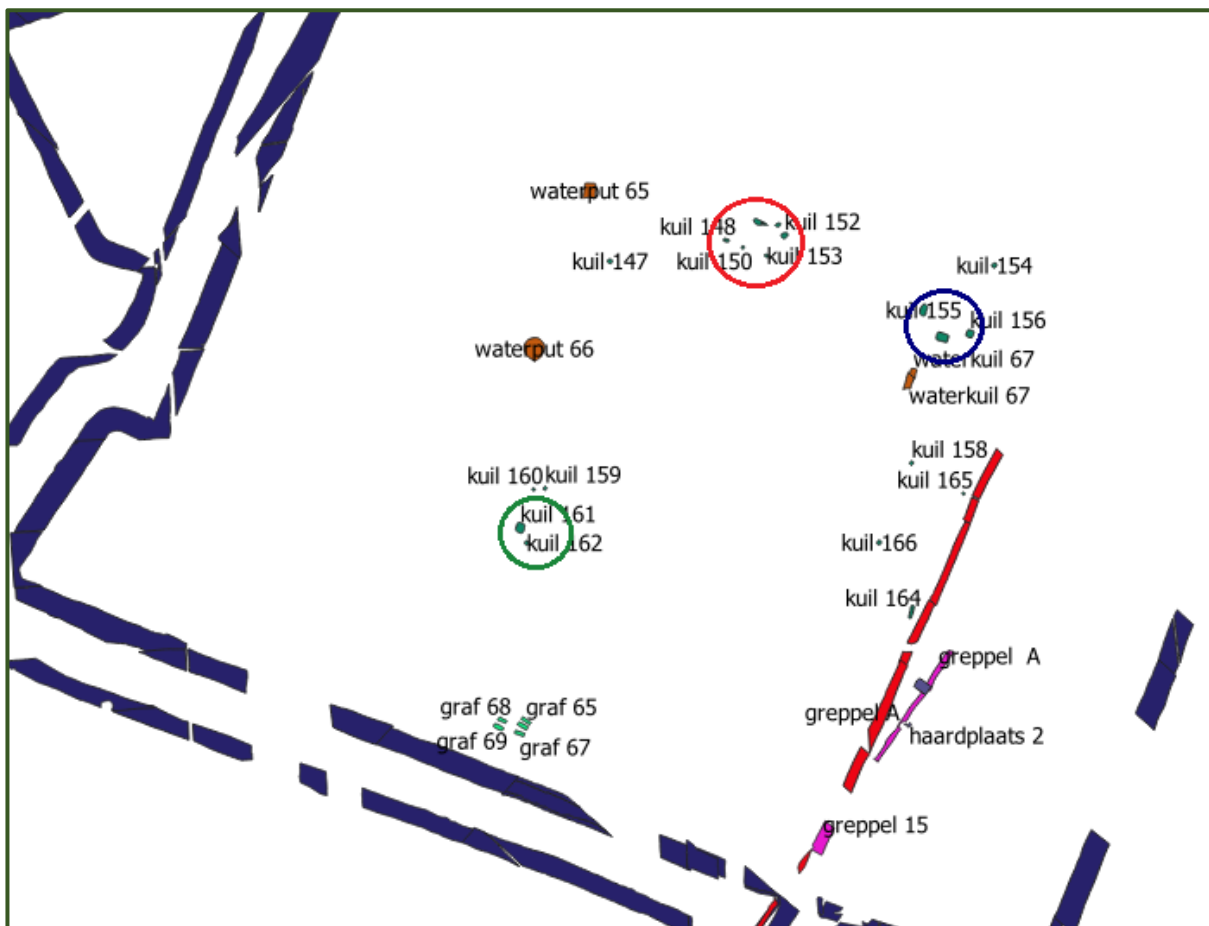 waterput 65
kuil 148
kuil 152
kuil 147
kuil 150
kuil 153
kuil 154
kuil 155
kuil 156
waterput 66
waterkuil 67
waterkuil 67
kuil 158
kuil 160
kuil 159
kuil 165
kuil 161
kuil 162
kuil 166
kuil 164
greppel A
graf 68
graf 65
greppel A
graf 69
graf 67
haardplaats 2
greppel 15